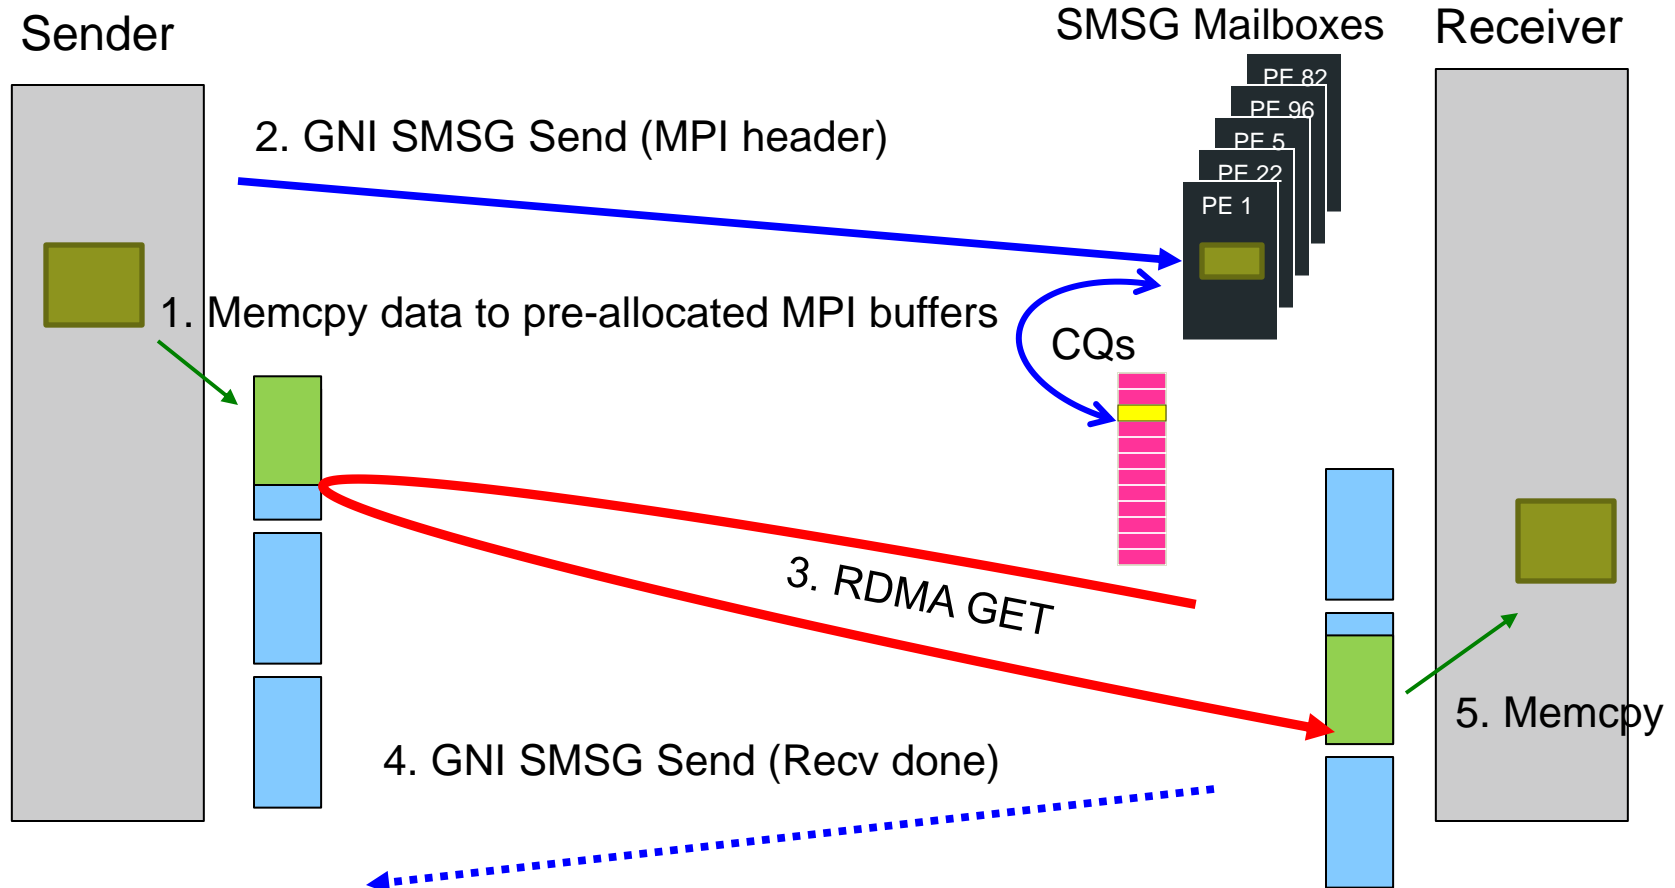 Sender
SMSG Mailboxes
Receiver
PE 82
PE 96
PE 5
PE 22
PE 1
2. GNI SMSG Send (MPI header)
1. Memcpy data to pre-allocated MPI buffers
CQs
3. RDMA GET
5. Memcpy
4. GNI SMSG Send (Recv done)